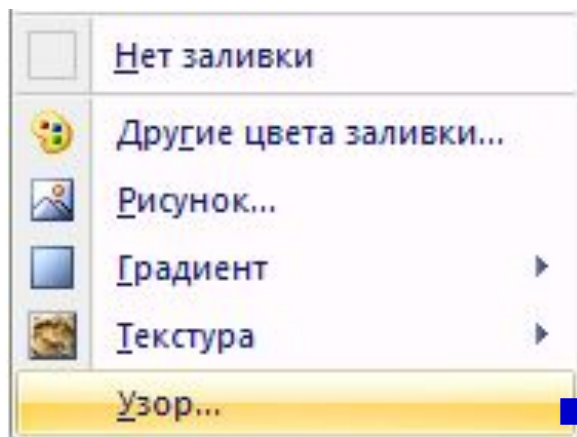 Нет заливки
Другие цвета заливки...
Рисунок...
Градиент
Текстура
Узор...